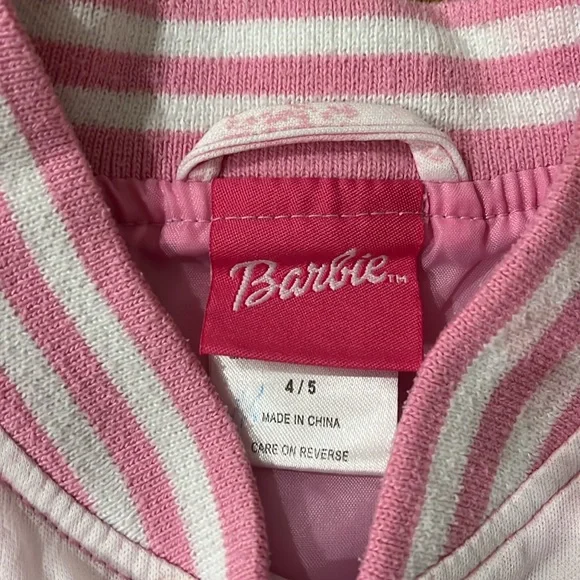 Barbie™
4 / 5
MADE IN CHINA
CARE ON REVERSE